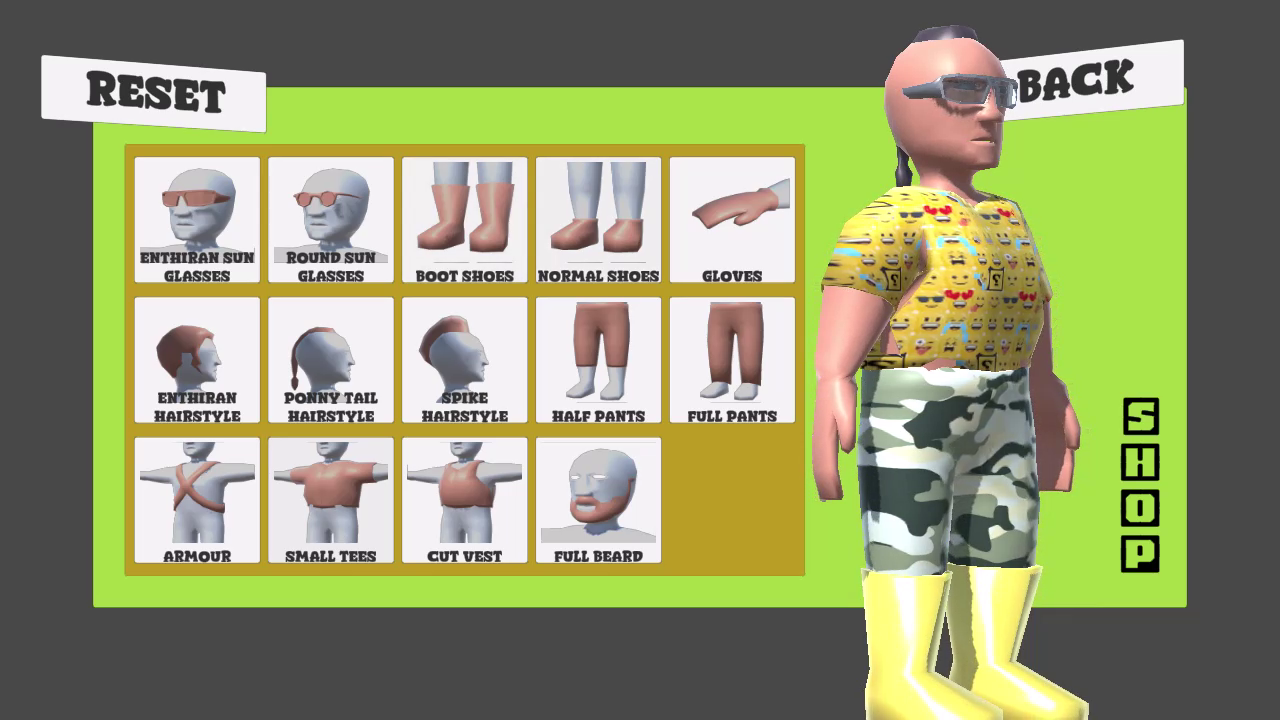 RESET
BACK
ENTHIRAN SUN
GLASSES
ROUND SUN
GLASSES
BOOT SHOES
NORMAL SHOES
GLOVES
ENTHIRAN
HAIRSTYLE
PONNY TAIL
HAIRSTYLE
SPIKE
HAIRSTYLE
HALF PANTS
FULL PANTS
ARMOUR
SMALL TEES
CUT VEST
FULL BEARD
SHOP